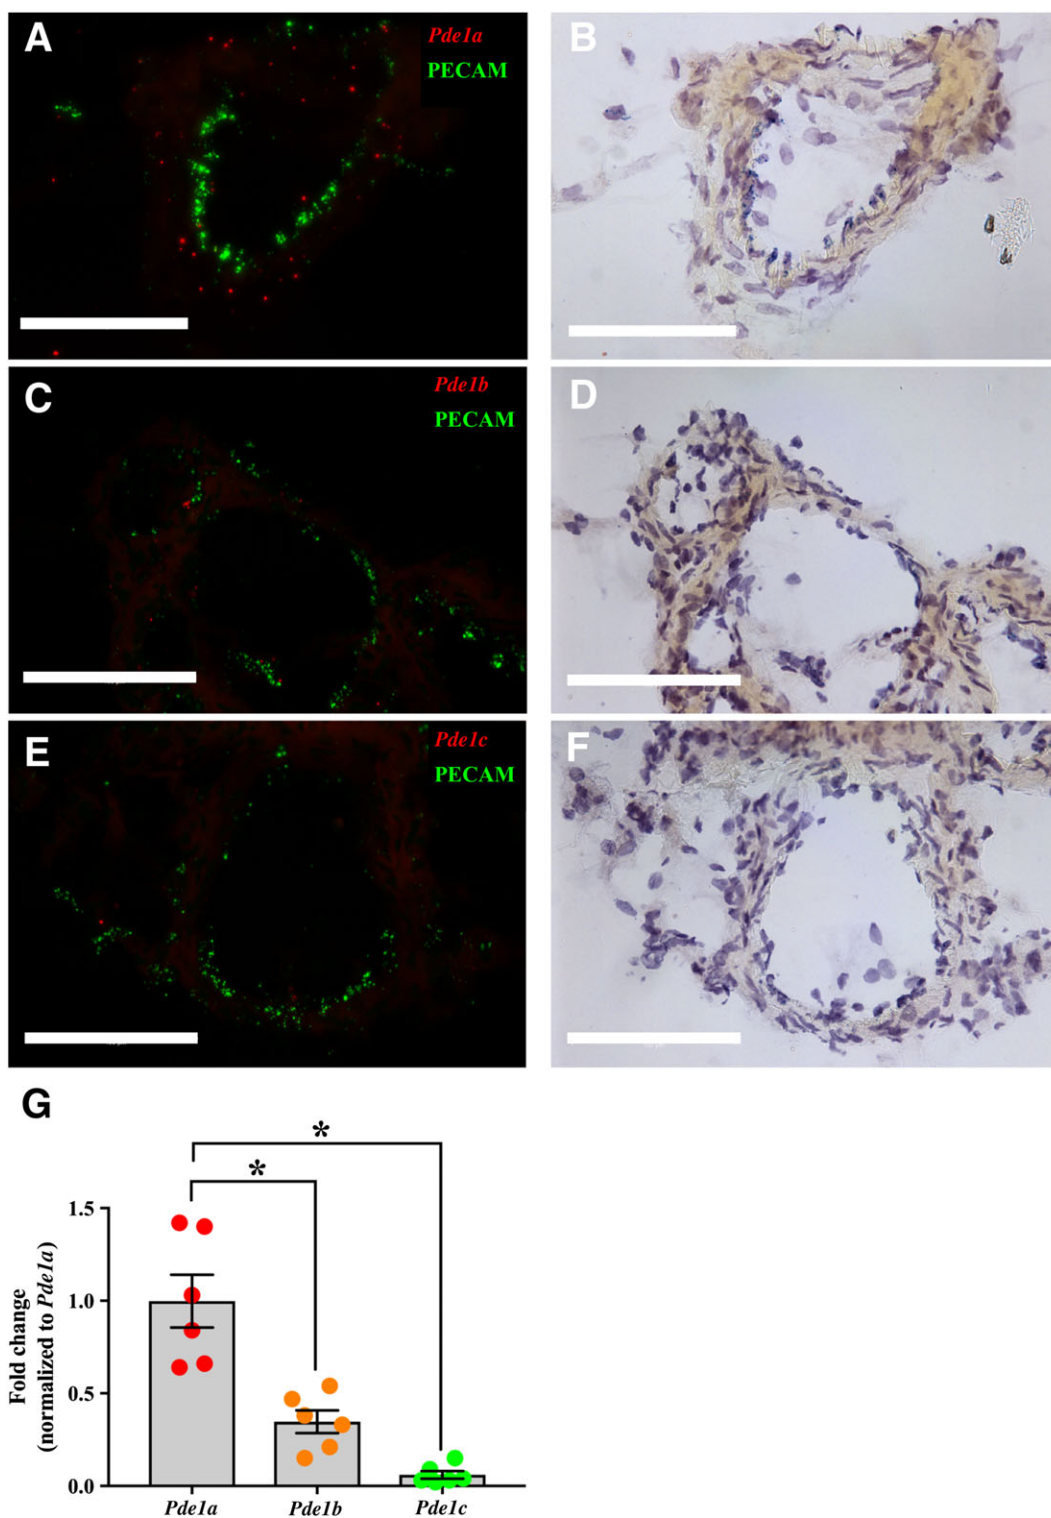 A
Pde1a
PECAM
B
C
Pde1b
PECAM
D
E
Pde1c
PECAM
F
G
*
*
1.5
1.0
0.5
0.0
Fold change
(normalized to Pde1a)
Pde1a
Pde1b
Pde1c